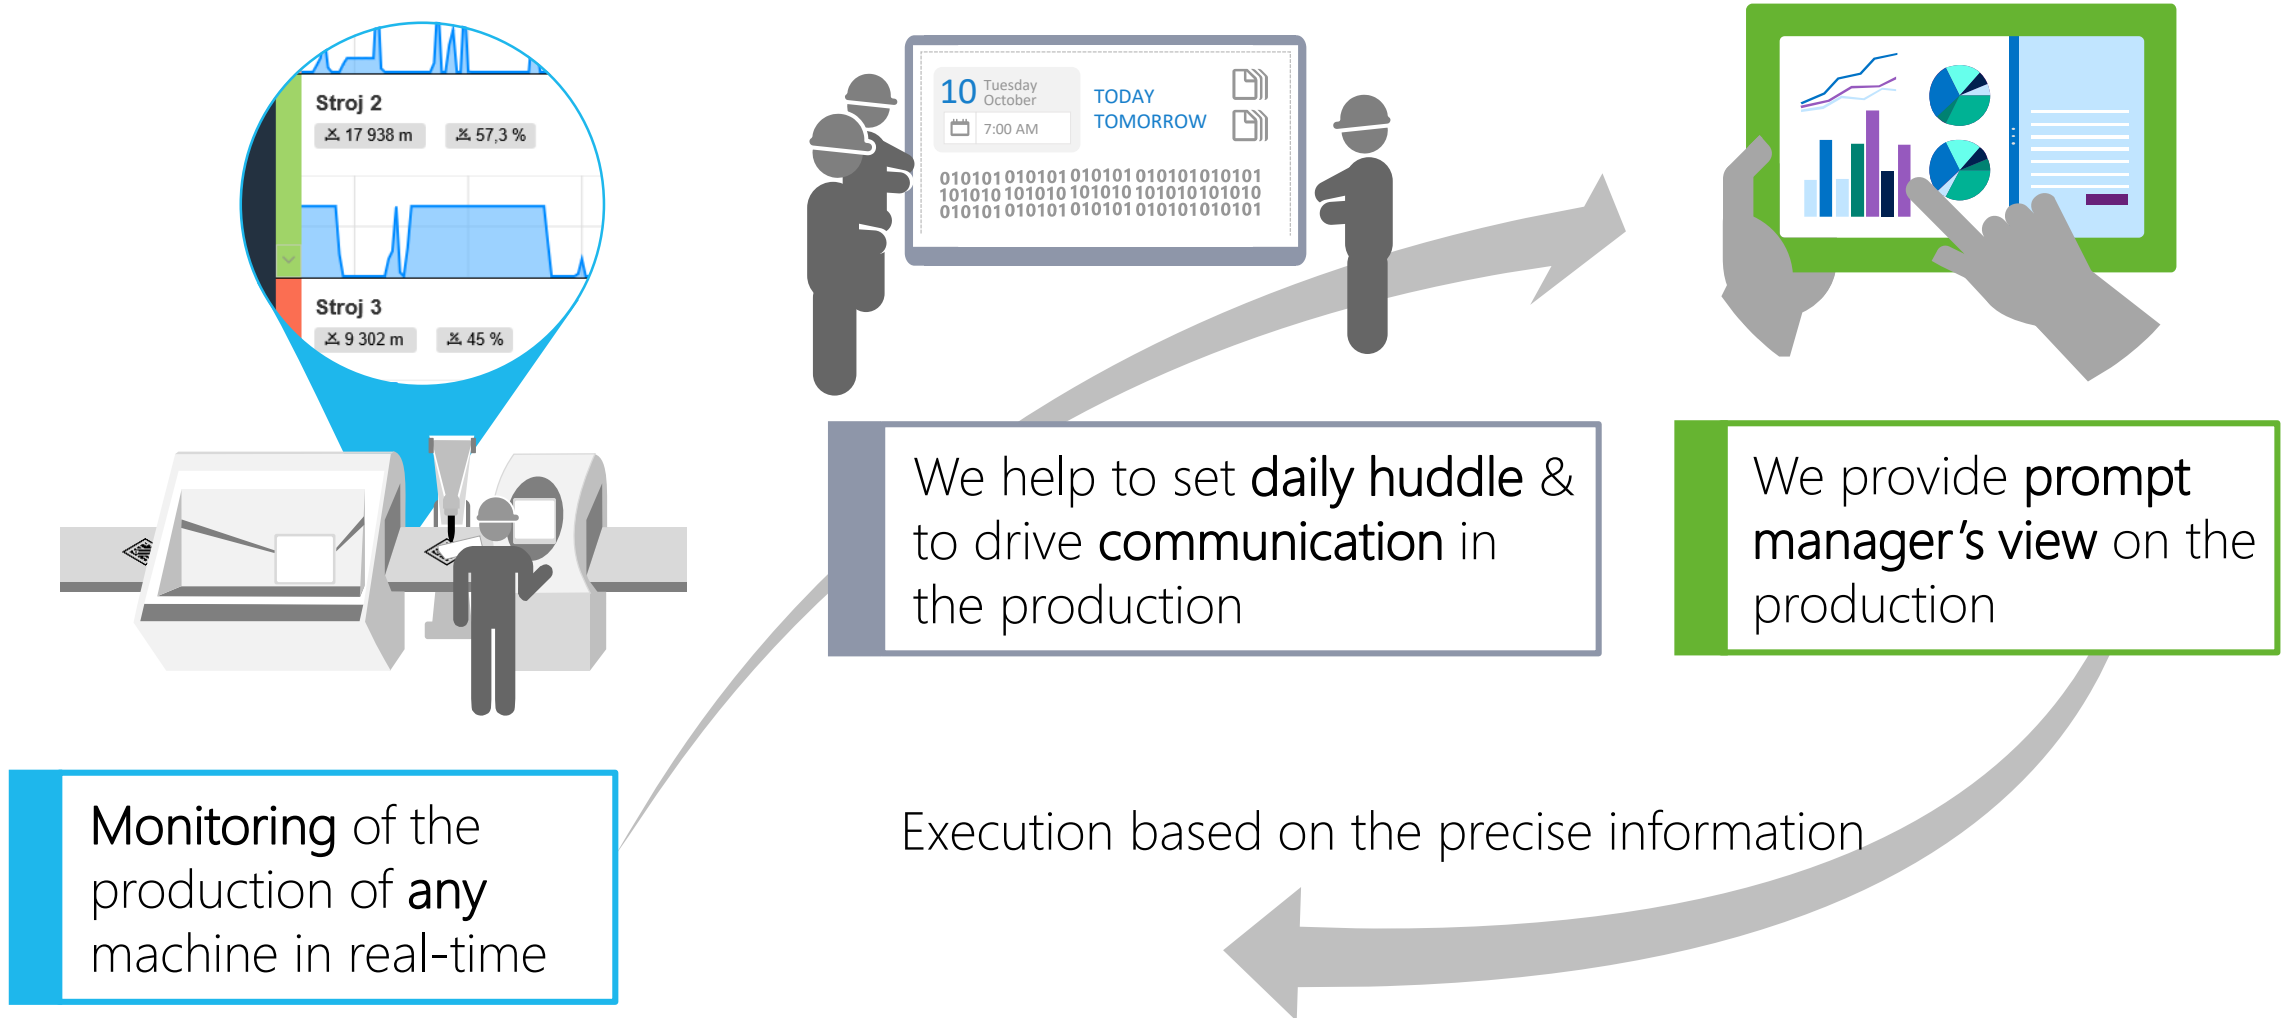 Stroj 2
17 938 m
57,3 %
Stroj 3
9 302 m
45 %
10
Tuesday
October
7:00 AM
TODAY
TOMORROW
010101 010101 010101 010101010101
101010 101010 101010 101010101010
010101 010101 010101 010101010101
We help to set daily huddle &
to drive communication in
the production
We provide prompt
manager’s view on the
production
Monitoring of the
production of any
machine in real-time
Execution based on the precise information